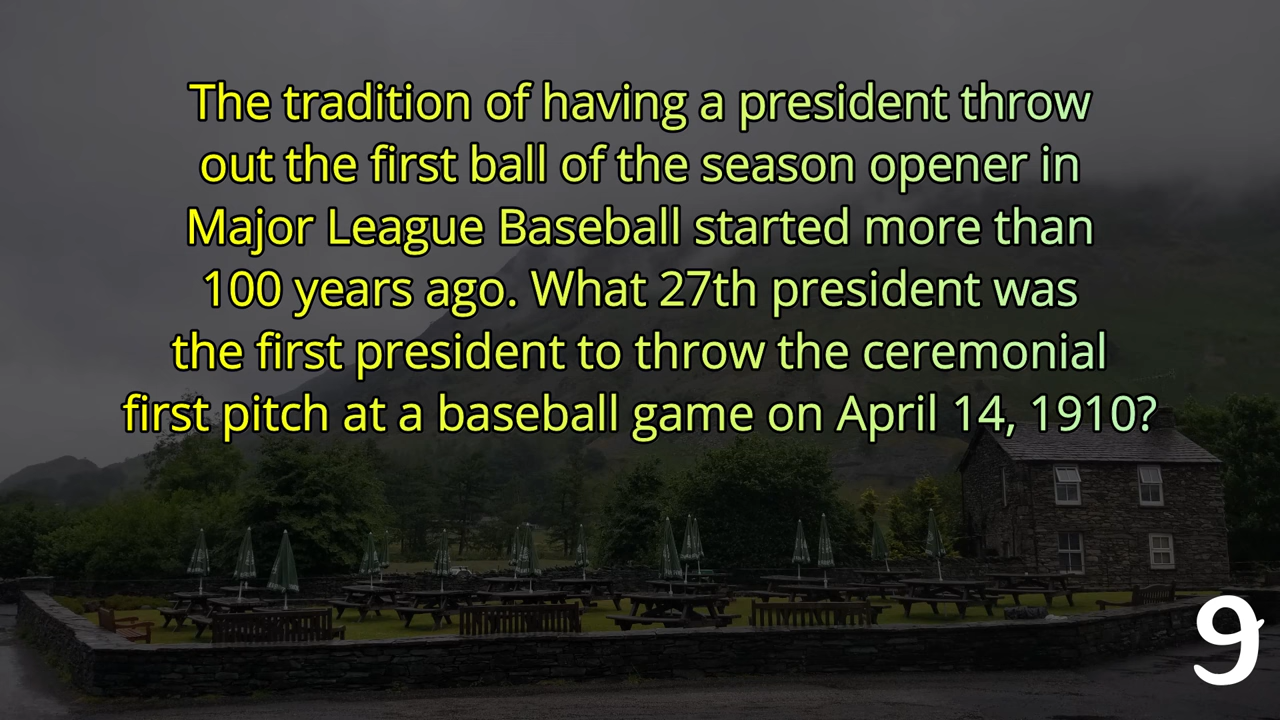 The tradition of having a president throw
out the first ball of the season opener in
Major League Baseball started more than
100 years ago. What 27th president was
the first president to throw the ceremonial
first pitch at a baseball game on April 14, 1910?
9